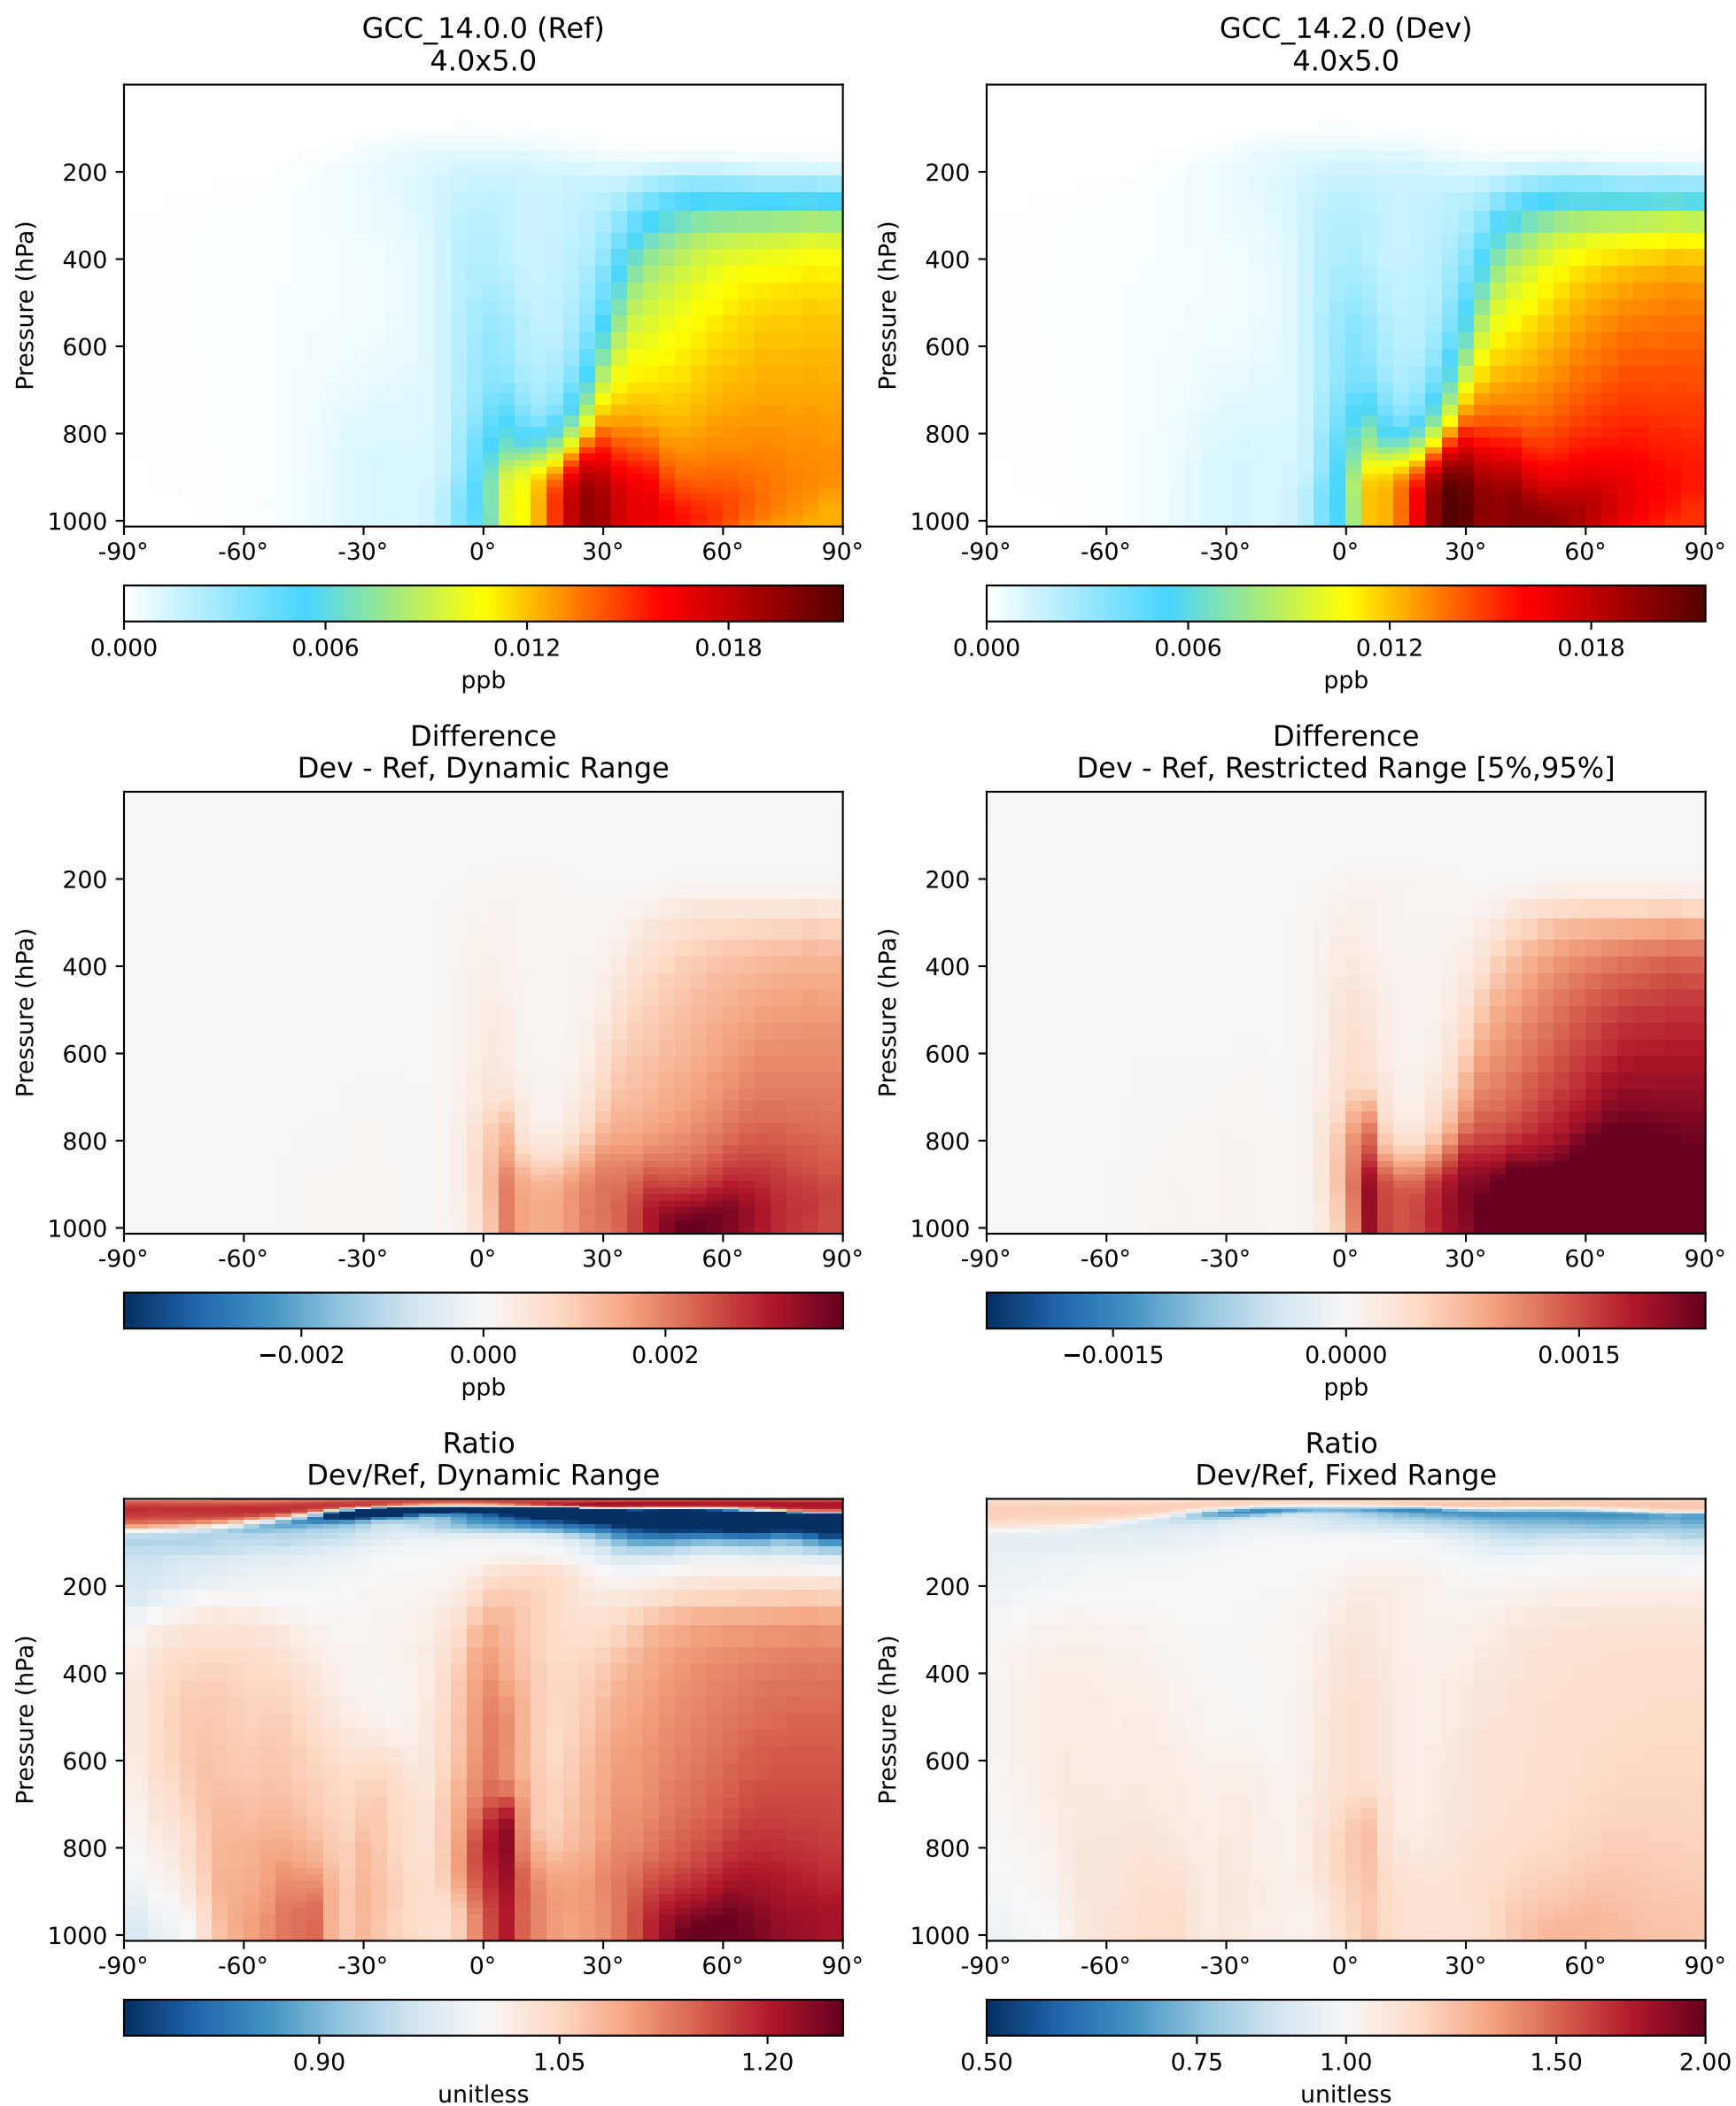 GCC_14.0.0 (Ref)
4.0x5.0
Pressure (hPa)
200
400
600
800
1000
-90° -60° -30° 0° 30° 60° 90°
0.000 0.006 0.012 0.018
ppb
GCC_14.2.0 (Dev)
4.0x5.0
Pressure (hPa)
200
400
600
800
1000
-90° -60° -30° 0° 30° 60° 90°
0.000 0.006 0.012 0.018
ppb
Difference
Dev - Ref, Dynamic Range
Pressure (hPa)
200
400
600
800
1000
-90° -60° -30° 0° 30° 60° 90°
−0.002 0.000 0.002
ppb
Difference
Dev - Ref, Restricted Range [5%,95%]
Pressure (hPa)
200
400
600
800
1000
-90° -60° -30° 0° 30° 60° 90°
−0.0015 0.0000 0.0015
ppb
Ratio
Dev/Ref, Dynamic Range
Pressure (hPa)
200
400
600
800
1000
-90° -60° -30° 0° 30° 60° 90°
0.90 1.05 1.20
unitless
Ratio
Dev/Ref, Fixed Range
Pressure (hPa)
200
400
600
800
1000
-90° -60° -30° 0° 30° 60° 90°
0.50 0.75 1.00 1.50 2.00
unitless